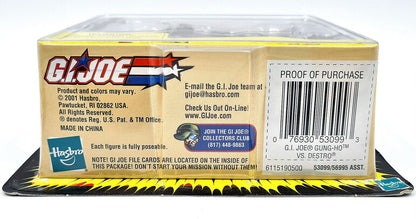 G.I. JOE
Product and colors may vary.
© 2001 Hasbro,
Pawtucket, RI 02862 USA.
All Rights Reserved.
® denotes Reg. U.S. Pat. & TM Office.
MADE IN CHINA
Hasbro
Each figure is fully poseable.
E-mail the G.I. Joe team at -
gijoe@hasbro.com
Check Us Out On-Line!
www.GIJoe.com
JOIN THE GI JOE®
COLLECTORS CLUB
(817) 448-9863
NOTE! GI JOE FILE CARDS ARE LOCATED ON THE INSIDE OF
THIS PACKAGE! DON'T START YOUR MISSION WITHOUT THEM!
PROOF OF PURCHASE
0 76930 53099 3
G.I. JOE® GUNG-HO™
VS. DESTRO™
6115190500 53099/56995 ASST.
Hasbro